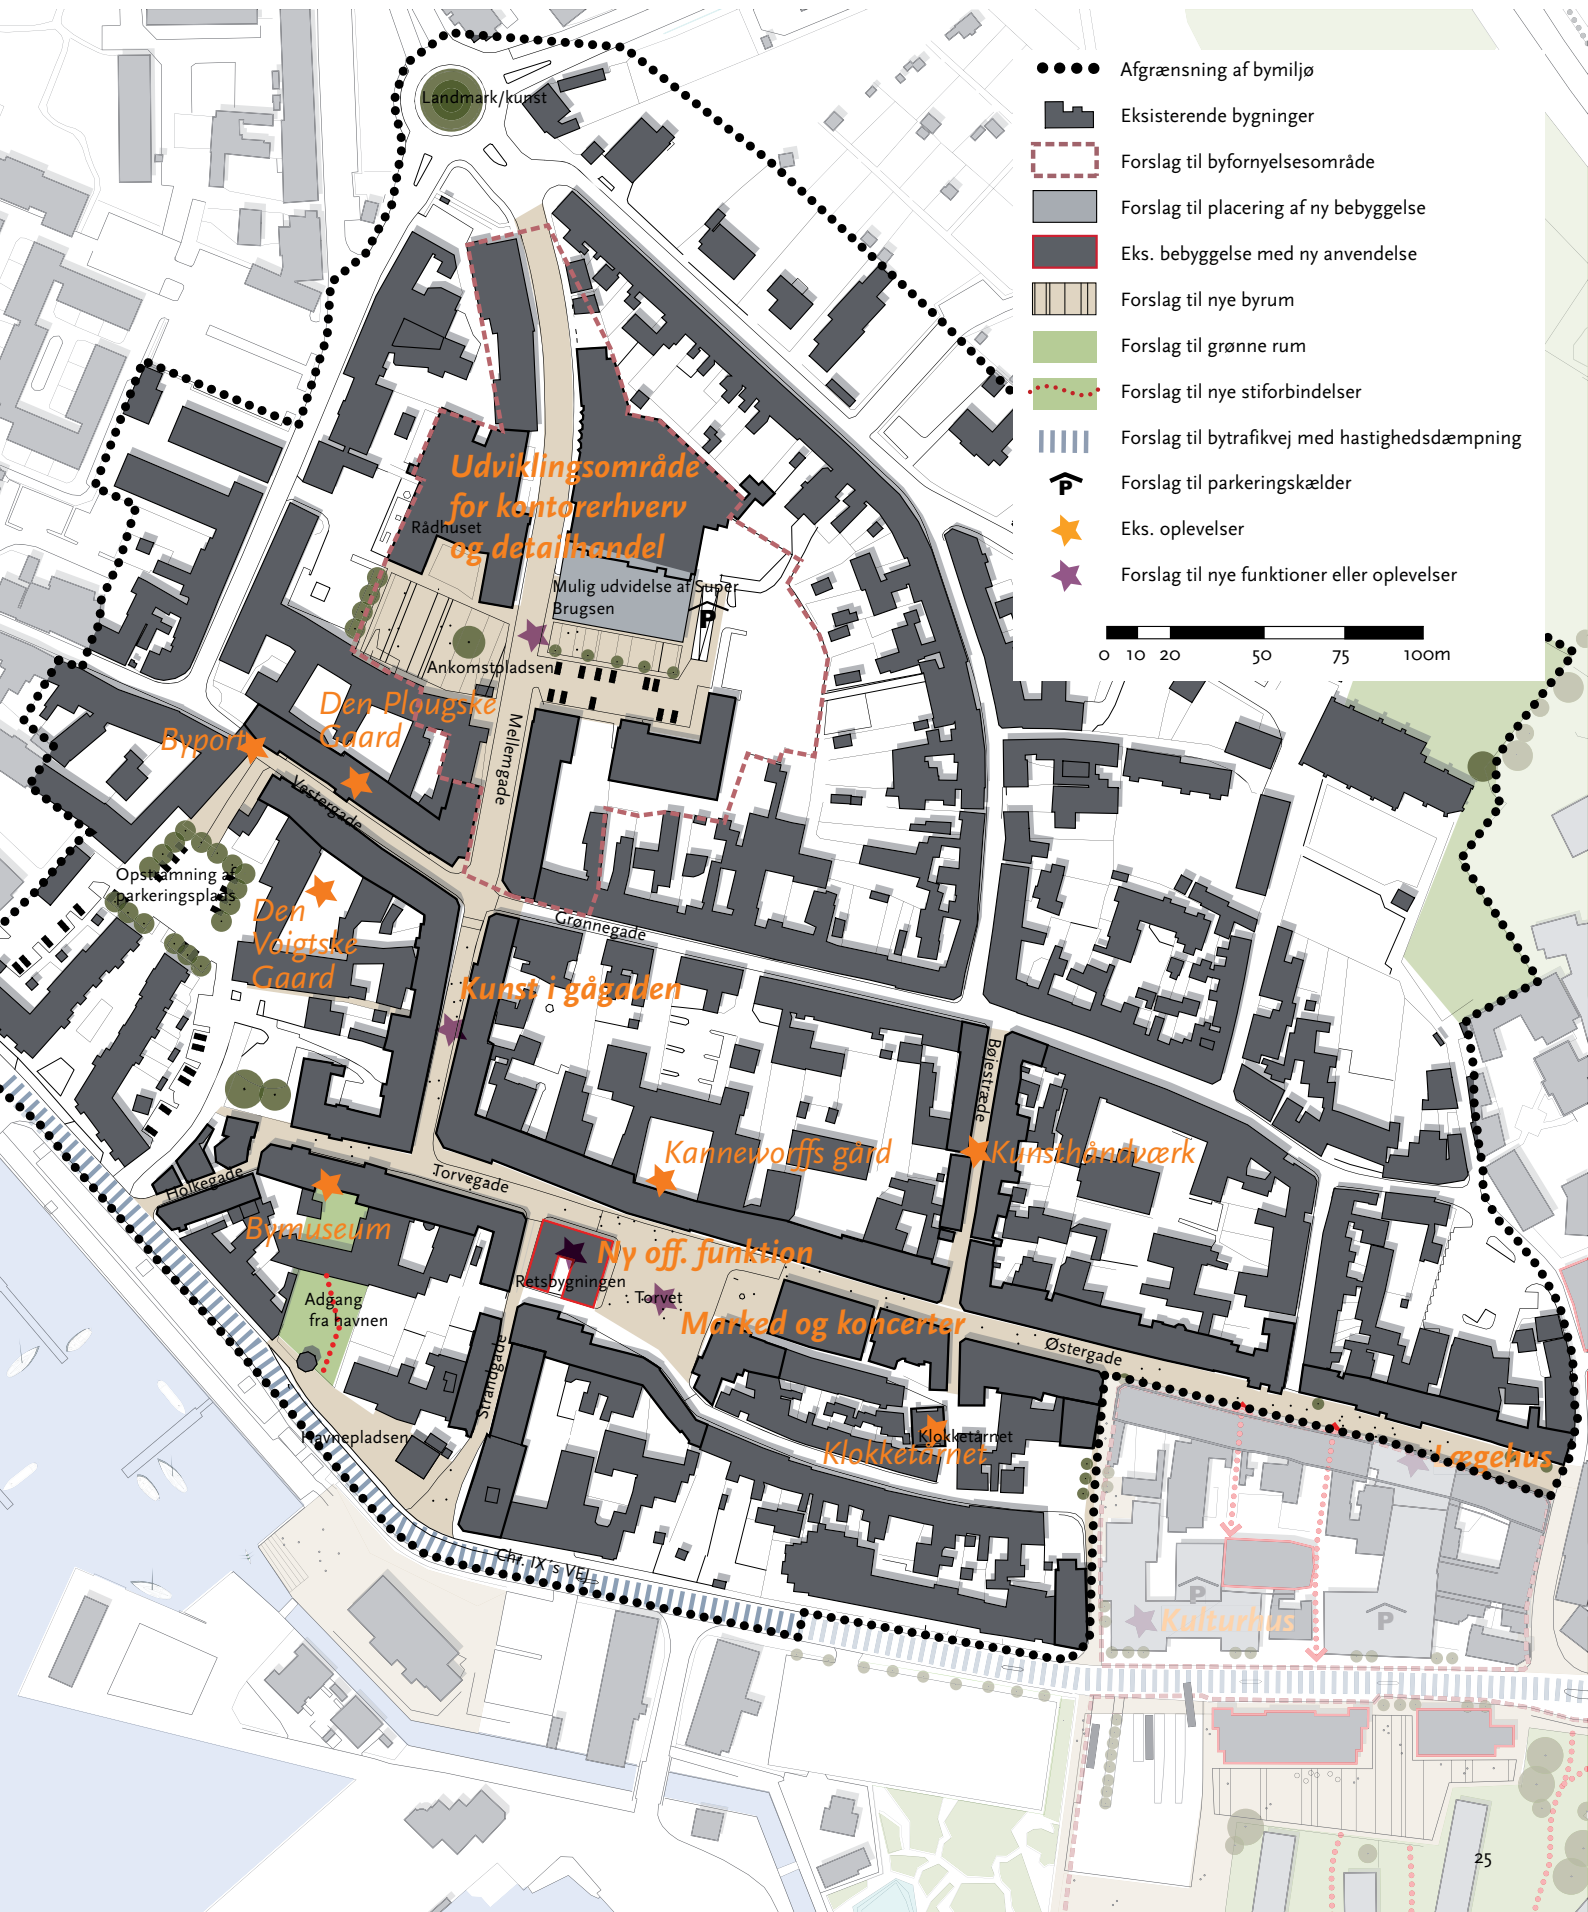 Landmark/kunst
Afgrænsning af bymiljø
Eksisterende bygninger
Forslag til byfornyelsesområde
Forslag til placering af ny bebyggelse
Eks. bebyggelse med ny anvendelse
Forslag til nye byrum
Forslag til grønne rum
Forslag til nye stiforbindelser
Forslag til bytrafikvej med hastighedsdæmpning
P
Forslag til parkeringskælder
Eks. oplevelser
Forslag til nye funktioner eller oplevelser
0 10 20 50 75 100m
Udviklingsområde
for kontorerhverv
og detailhandel
Rådhuset
Mulig udvidelse af Super
Brugsen
P
Ankomstpladsen
Den Plougske
Gaard
Byport
Mellemgade
Vestergade
Opstramning af
parkeringsplads
Den
Voigtske
Gaard
Grønnegade
Kunst i gågaden
Bøjestræde
Kanneworffs gård
Kunsthåndværk
Torvegade
Holkegade
Bymuseum
Ny off. funktion
Retsbygningen
Torvet
Adgang
fra havnen
Marked og koncerter
Østergade
Strandgade
Havnepladsen
Klokketårnet
Klokketårnet
Lægehus
Chr. IX's VEJ
P
P
Kulturhus
25